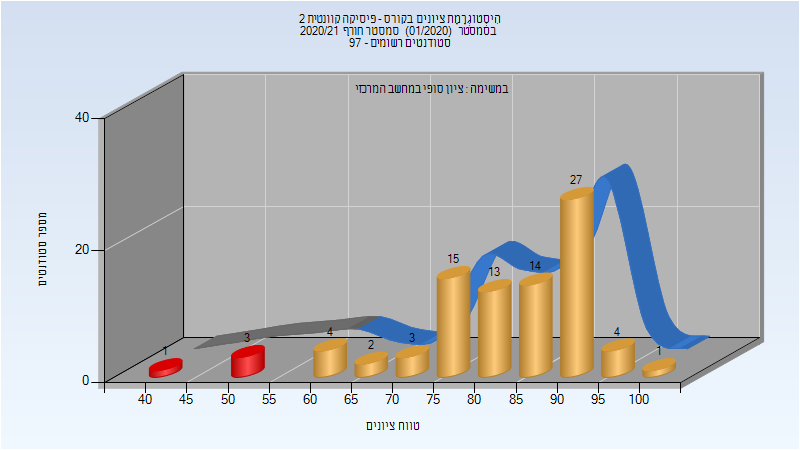 היסטוגרמת ציונים בקורס - פיסיקה קוונטית 2
בסמסטר (01/2020) סמסטר חורף 2020/21
סטודנטים רשומים - 97
במשימה : ציון סופי במחשב המרכזי
40
20
0
מספר סטודנטים
1
3
4
2
3
15
13
14
27
4
1
40 45 50 55 60 65 70 75 80 85 90 95 100
טווח ציונים